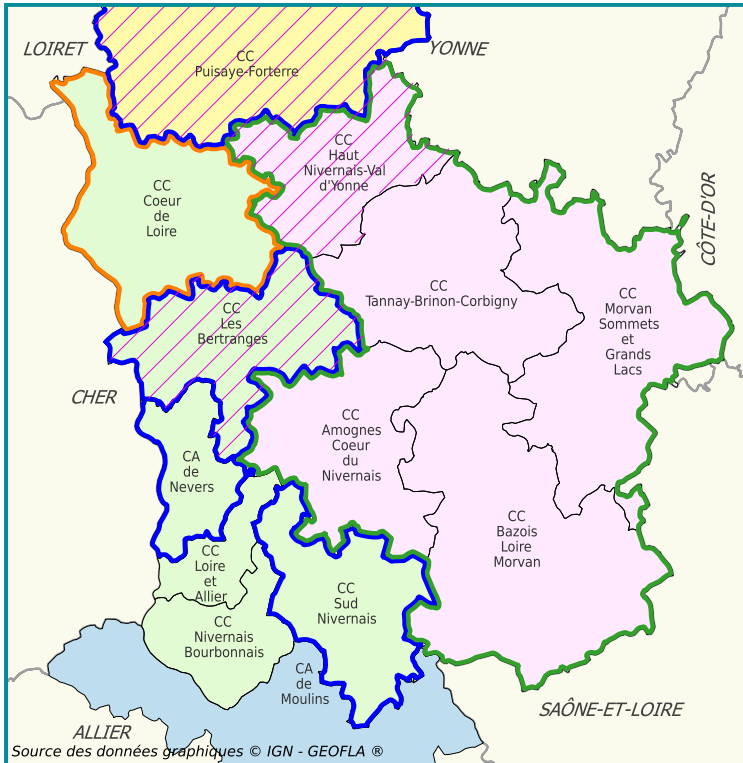 LOIRET
YONNE
CC
Puisaye-Forterre
CC
Haut
Nivernais-Val
d'Yonne
CC
Coeur
de
Loire
CÔTE-D'OR
CC
Tannay-Brinon-Corbigny
CC
Morvan
Sommets
et
Grands
Lacs
CC
Les
Bertranges
CHER
CC
Amognes
Coeur
du
Nivernais
CA
de
Nevers
CC
Bazois
Loire
Morvan
CC
Loire
et
Allier
CC
Sud
Nivernais
CC
Nivernais
Bourbonnais
CA
de
Moulins
SAÔNE-ET-LOIRE
ALLIER
Source des données graphiques © IGN - GEOFLA ®